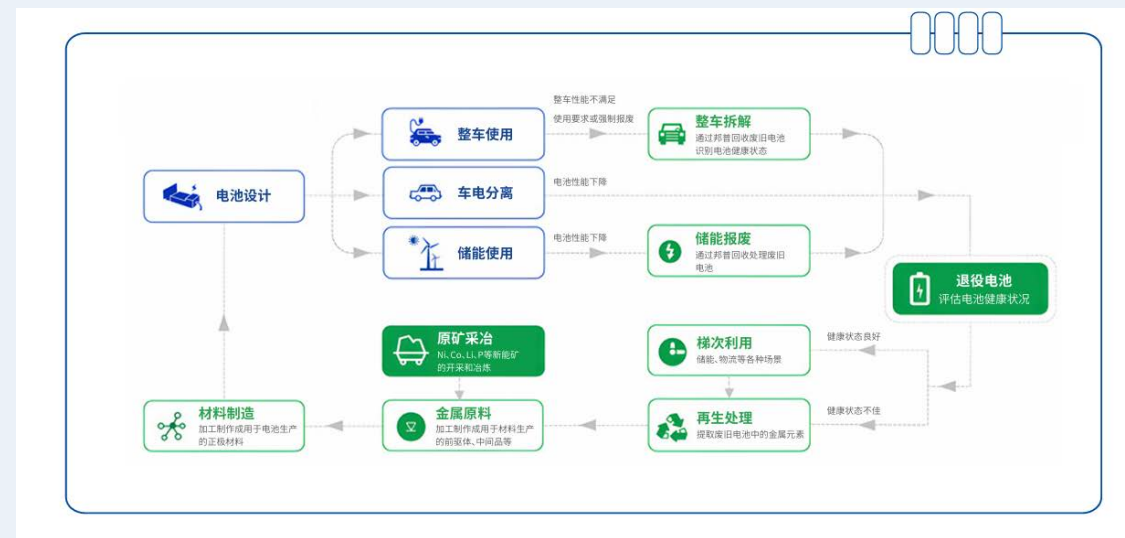 整车性能不满足
使用要求或强制报废
整车使用
整车拆解
通过邦普回收废旧电池
识别电池健康状态
电池设计
车电分离
电池性能下降
储能使用
电池性能下降
储能报废
通过邦普回收处理废旧
电池
退役电池
评估电池健康状况
原矿采冶
Ni、Co、Li、P等新能矿
的开采和冶炼
梯次利用
储能、物流等各种场景
健康状态良好
材料制造
加工制作成用于电池生产
的正极材料
金属原料
加工制作成用于材料生产
的前驱体、中间品等
再生处理
提取废旧电池中的金属元素
健康状态不佳